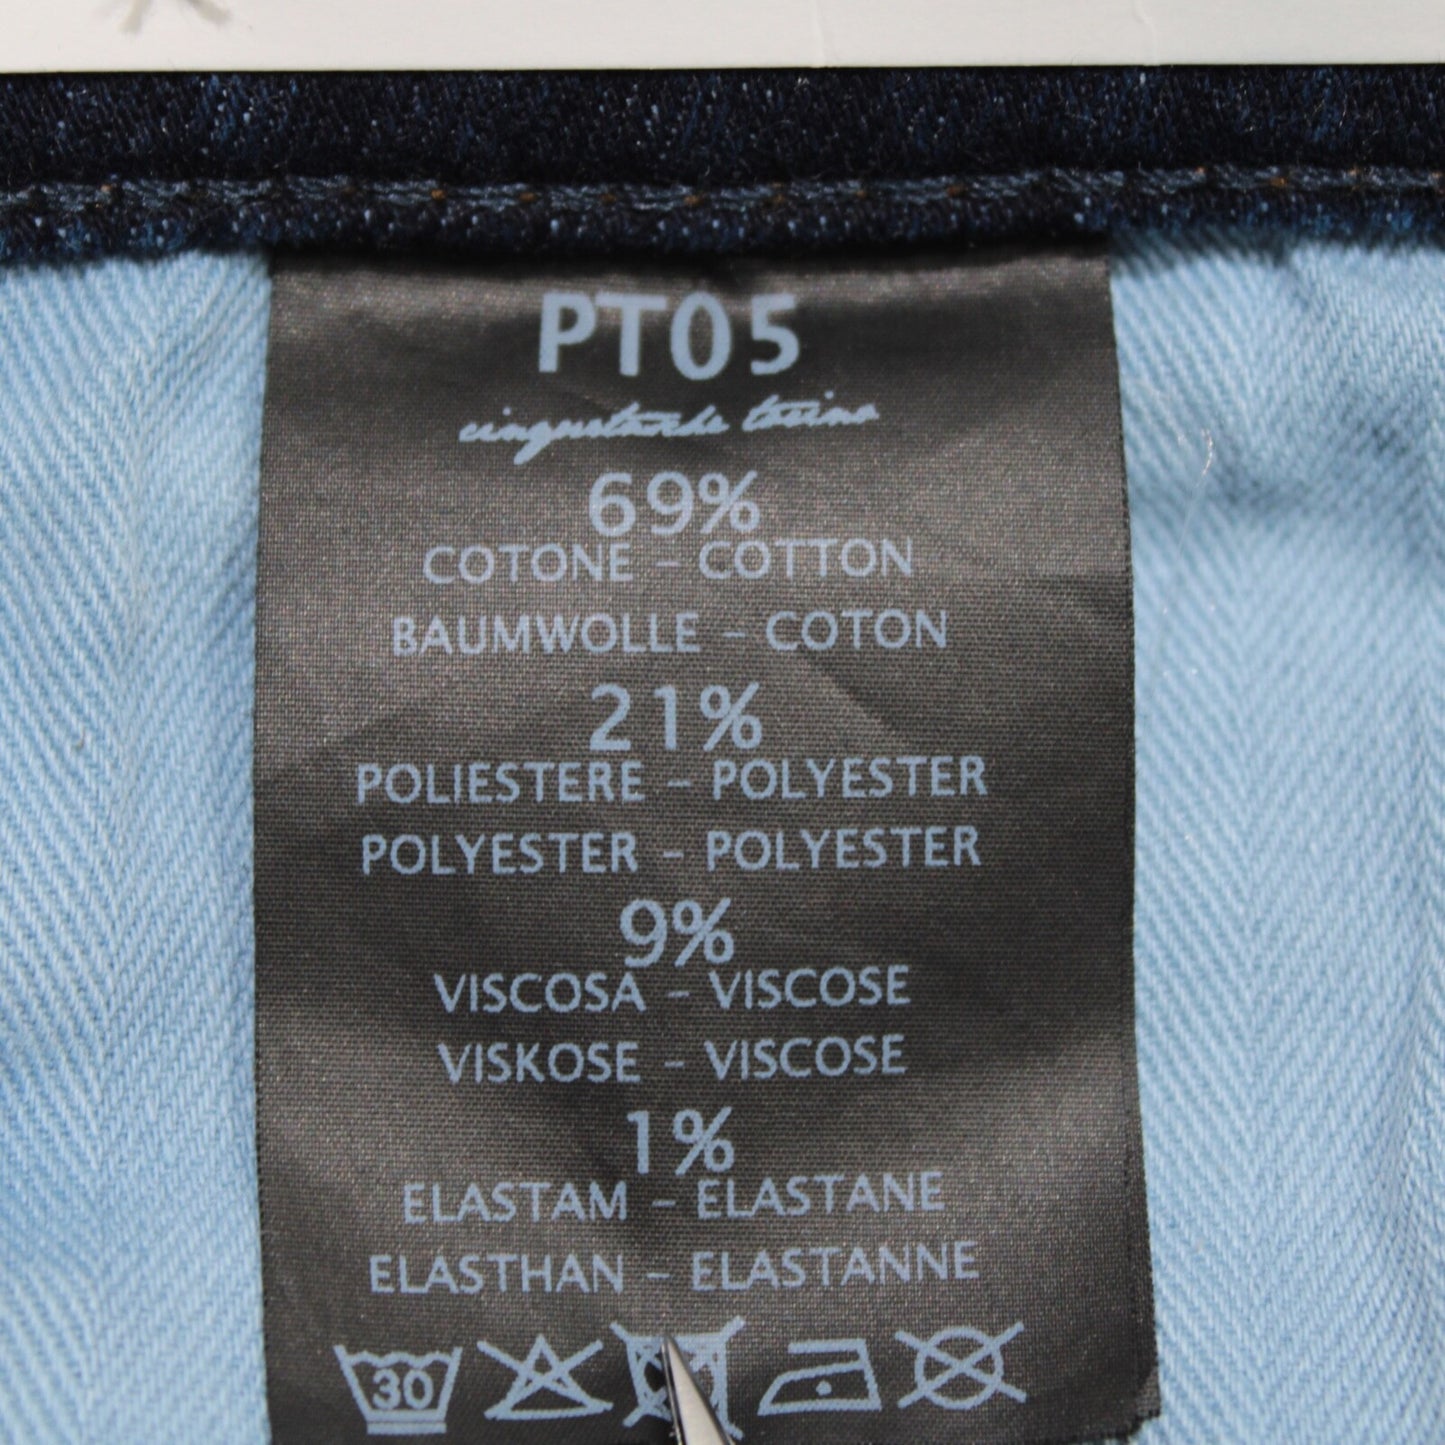 PT05
cinquetasche torino
69%
COTONE - COTTON
BAUMWOLLE - COTON
21%
POLIESTERE - POLYESTER
POLYESTER - POLYESTER
9%
VISCOSA - VISCOSE
VISKOSE - VISCOSE
1%
ELASTAM - ELASTANE
ELASTHAN - ELASTANNE
30